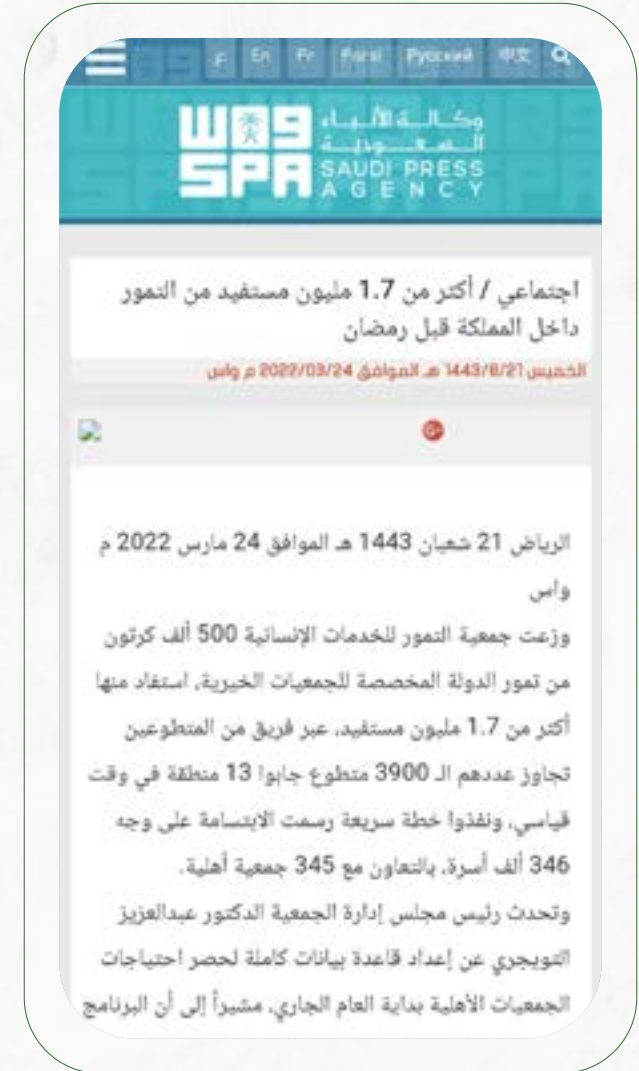 ع En Fr Farsi Русский 中文
واس وكالة الأنباء
السعودية
SPA SAUDI PRESS
AGENCY
اجتماعي / أكثر من 1.7 مليون مستفيد من التمور
داخل المملكة قبل رمضان
الخميس 1443/8/21 هـ الموافق 2022/03/24 م واس
G+
الرياض 21 شعبان 1443 هـ الموافق 24 مارس 2022 م
واس
وزعت جمعية التمور للخدمات الإنسانية 500 ألف كرتون
من تمور الدولة المخصصة للجمعيات الخيرية، استفاد منها
أكثر من 1.7 مليون مستفيد، عبر فريق من المتطوعين
تجاوز عددهم الـ 3900 متطوع جابوا 13 منطقة في وقت
قياسي، ونفذوا خطة سريعة رسمت الابتسامة على وجه
346 ألف أسرة، بالتعاون مع 345 جمعية أهلية.
وتحدث رئيس مجلس إدارة الجمعية الدكتور عبدالعزيز
التويجري عن إعداد قاعدة بيانات كاملة لحصر احتياجات
الجمعيات الأهلية بداية العام الجاري، مشيراً إلى أن البرنامج